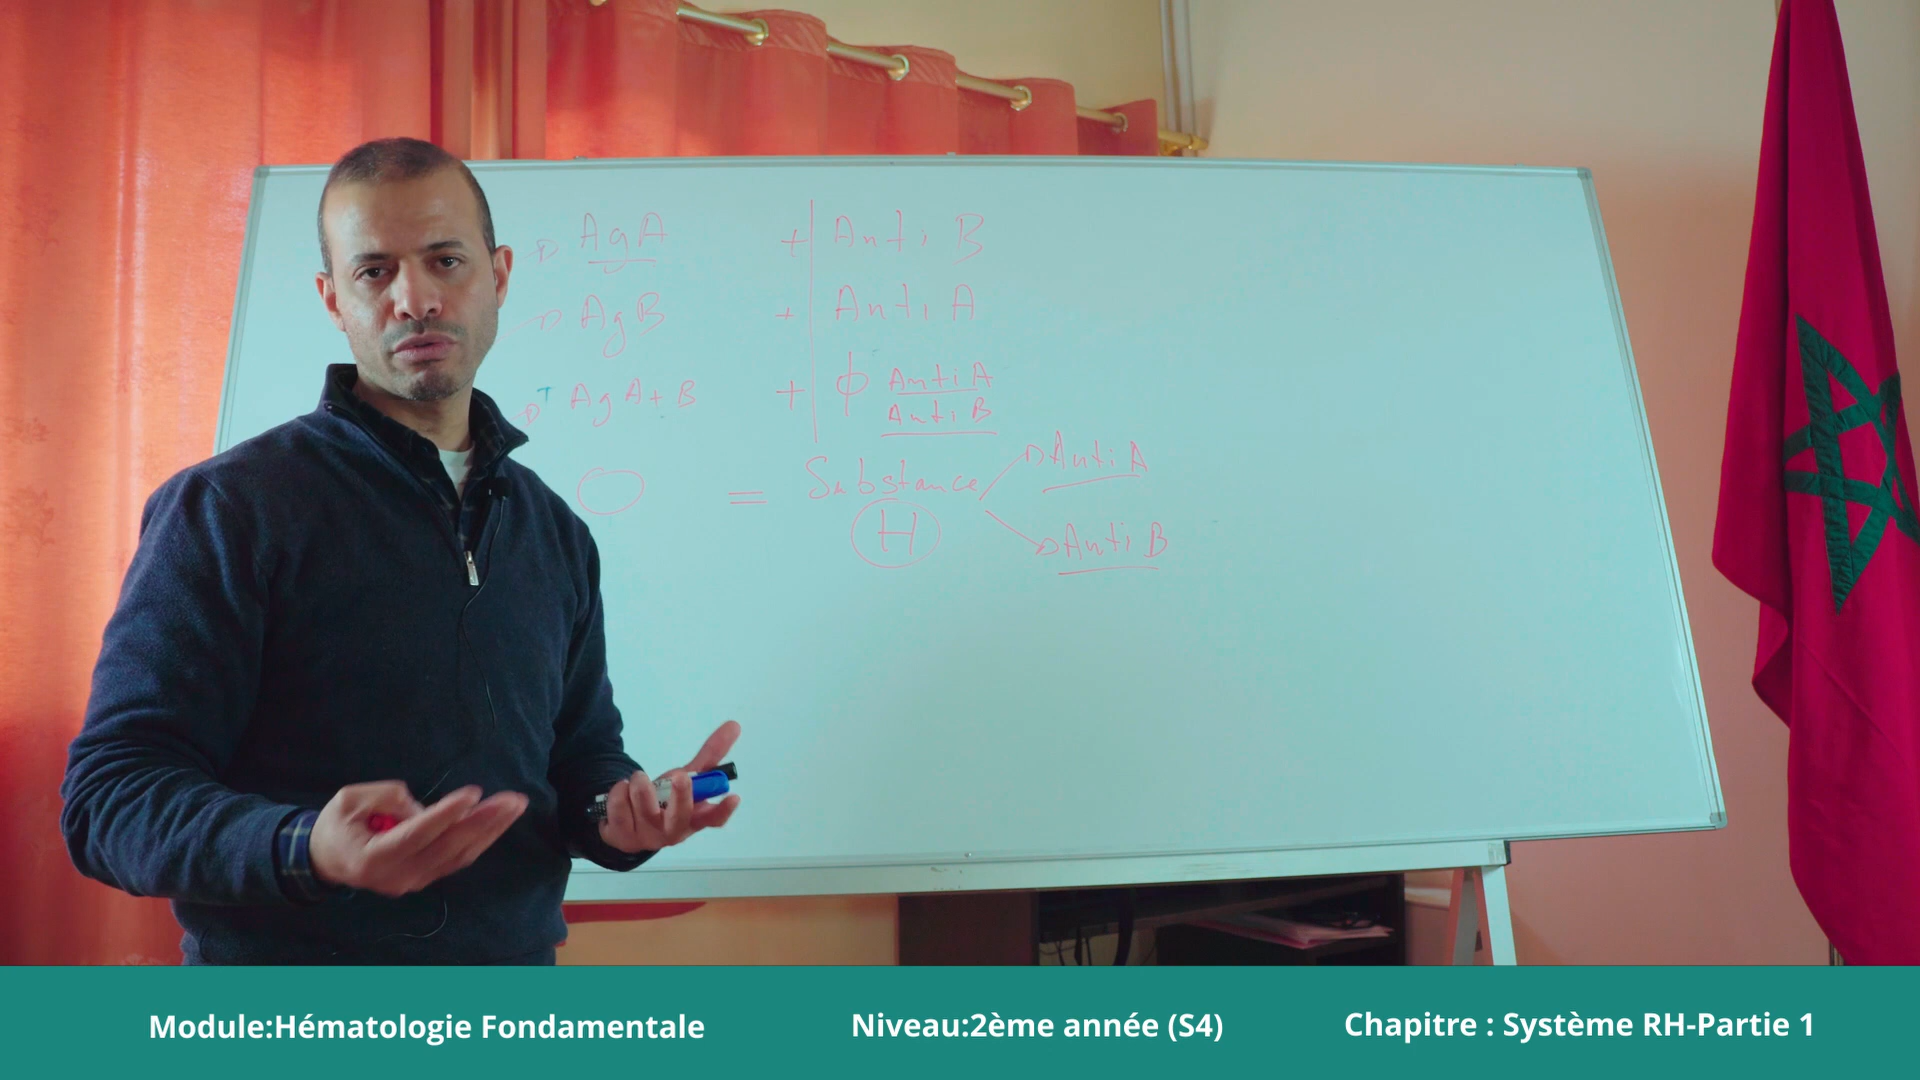 AgA + Anti B
AgB + Anti A
Ag A+B + ϕ Anti A
Anti B
O = Substance Anti A
H Anti B
Module:Hématologie Fondamentale
Niveau:2ème année (S4)
Chapitre : Système RH-Partie 1